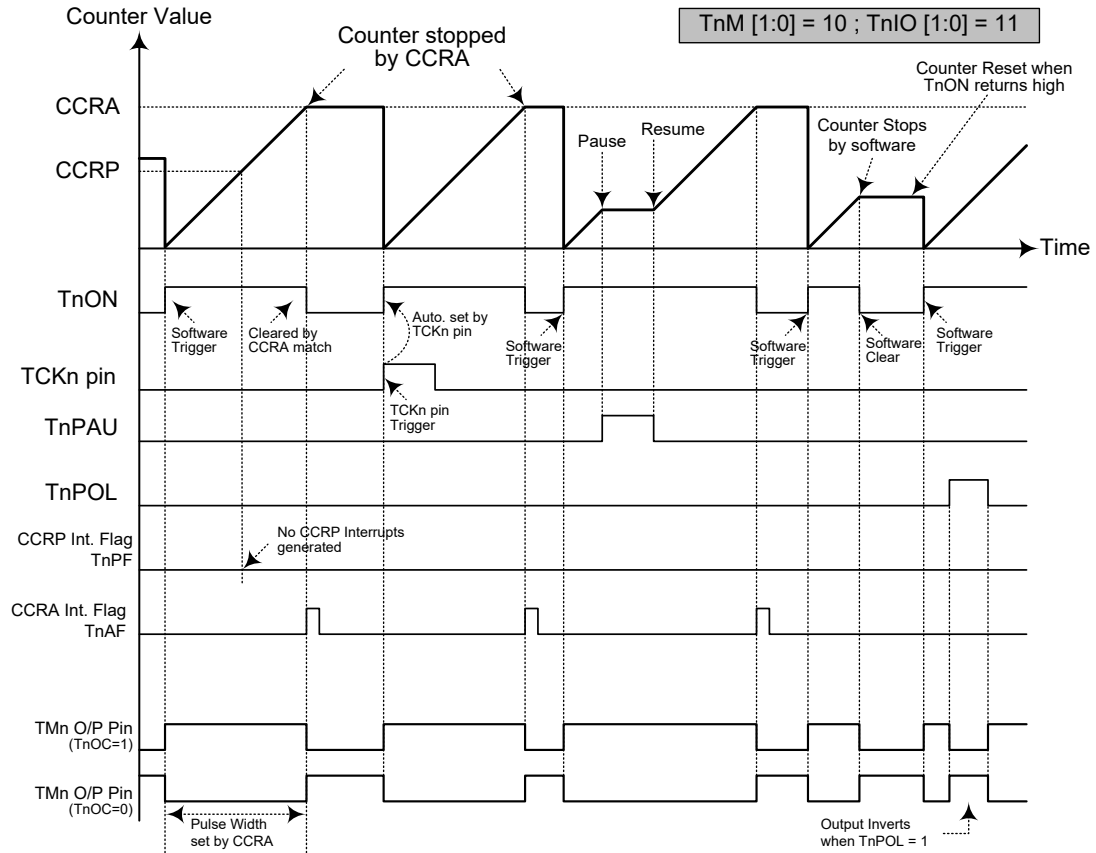 Counter Value
TnM [1:0] = 10 ; TnIO [1:0] = 11
Counter stopped
by CCRA
Counter Reset when
TnON returns high
CCRA
Pause
Resume
Counter Stops
by software
CCRP
Time
TnON
Software
Trigger
Cleared by
CCRA match
Auto. set by
TCKn pin
Software
Trigger
Software
Trigger
Software
Clear
Software
Trigger
TCKn pin
TCKn pin
Trigger
TnPAU
TnPOL
CCRP Int. Flag
TnPF
No CCRP Interrupts
generated
CCRA Int. Flag
TnAF
TMn O/P Pin
(TnOC=1)
TMn O/P Pin
(TnOC=0)
Pulse Width
set by CCRA
Output Inverts
when TnPOL = 1